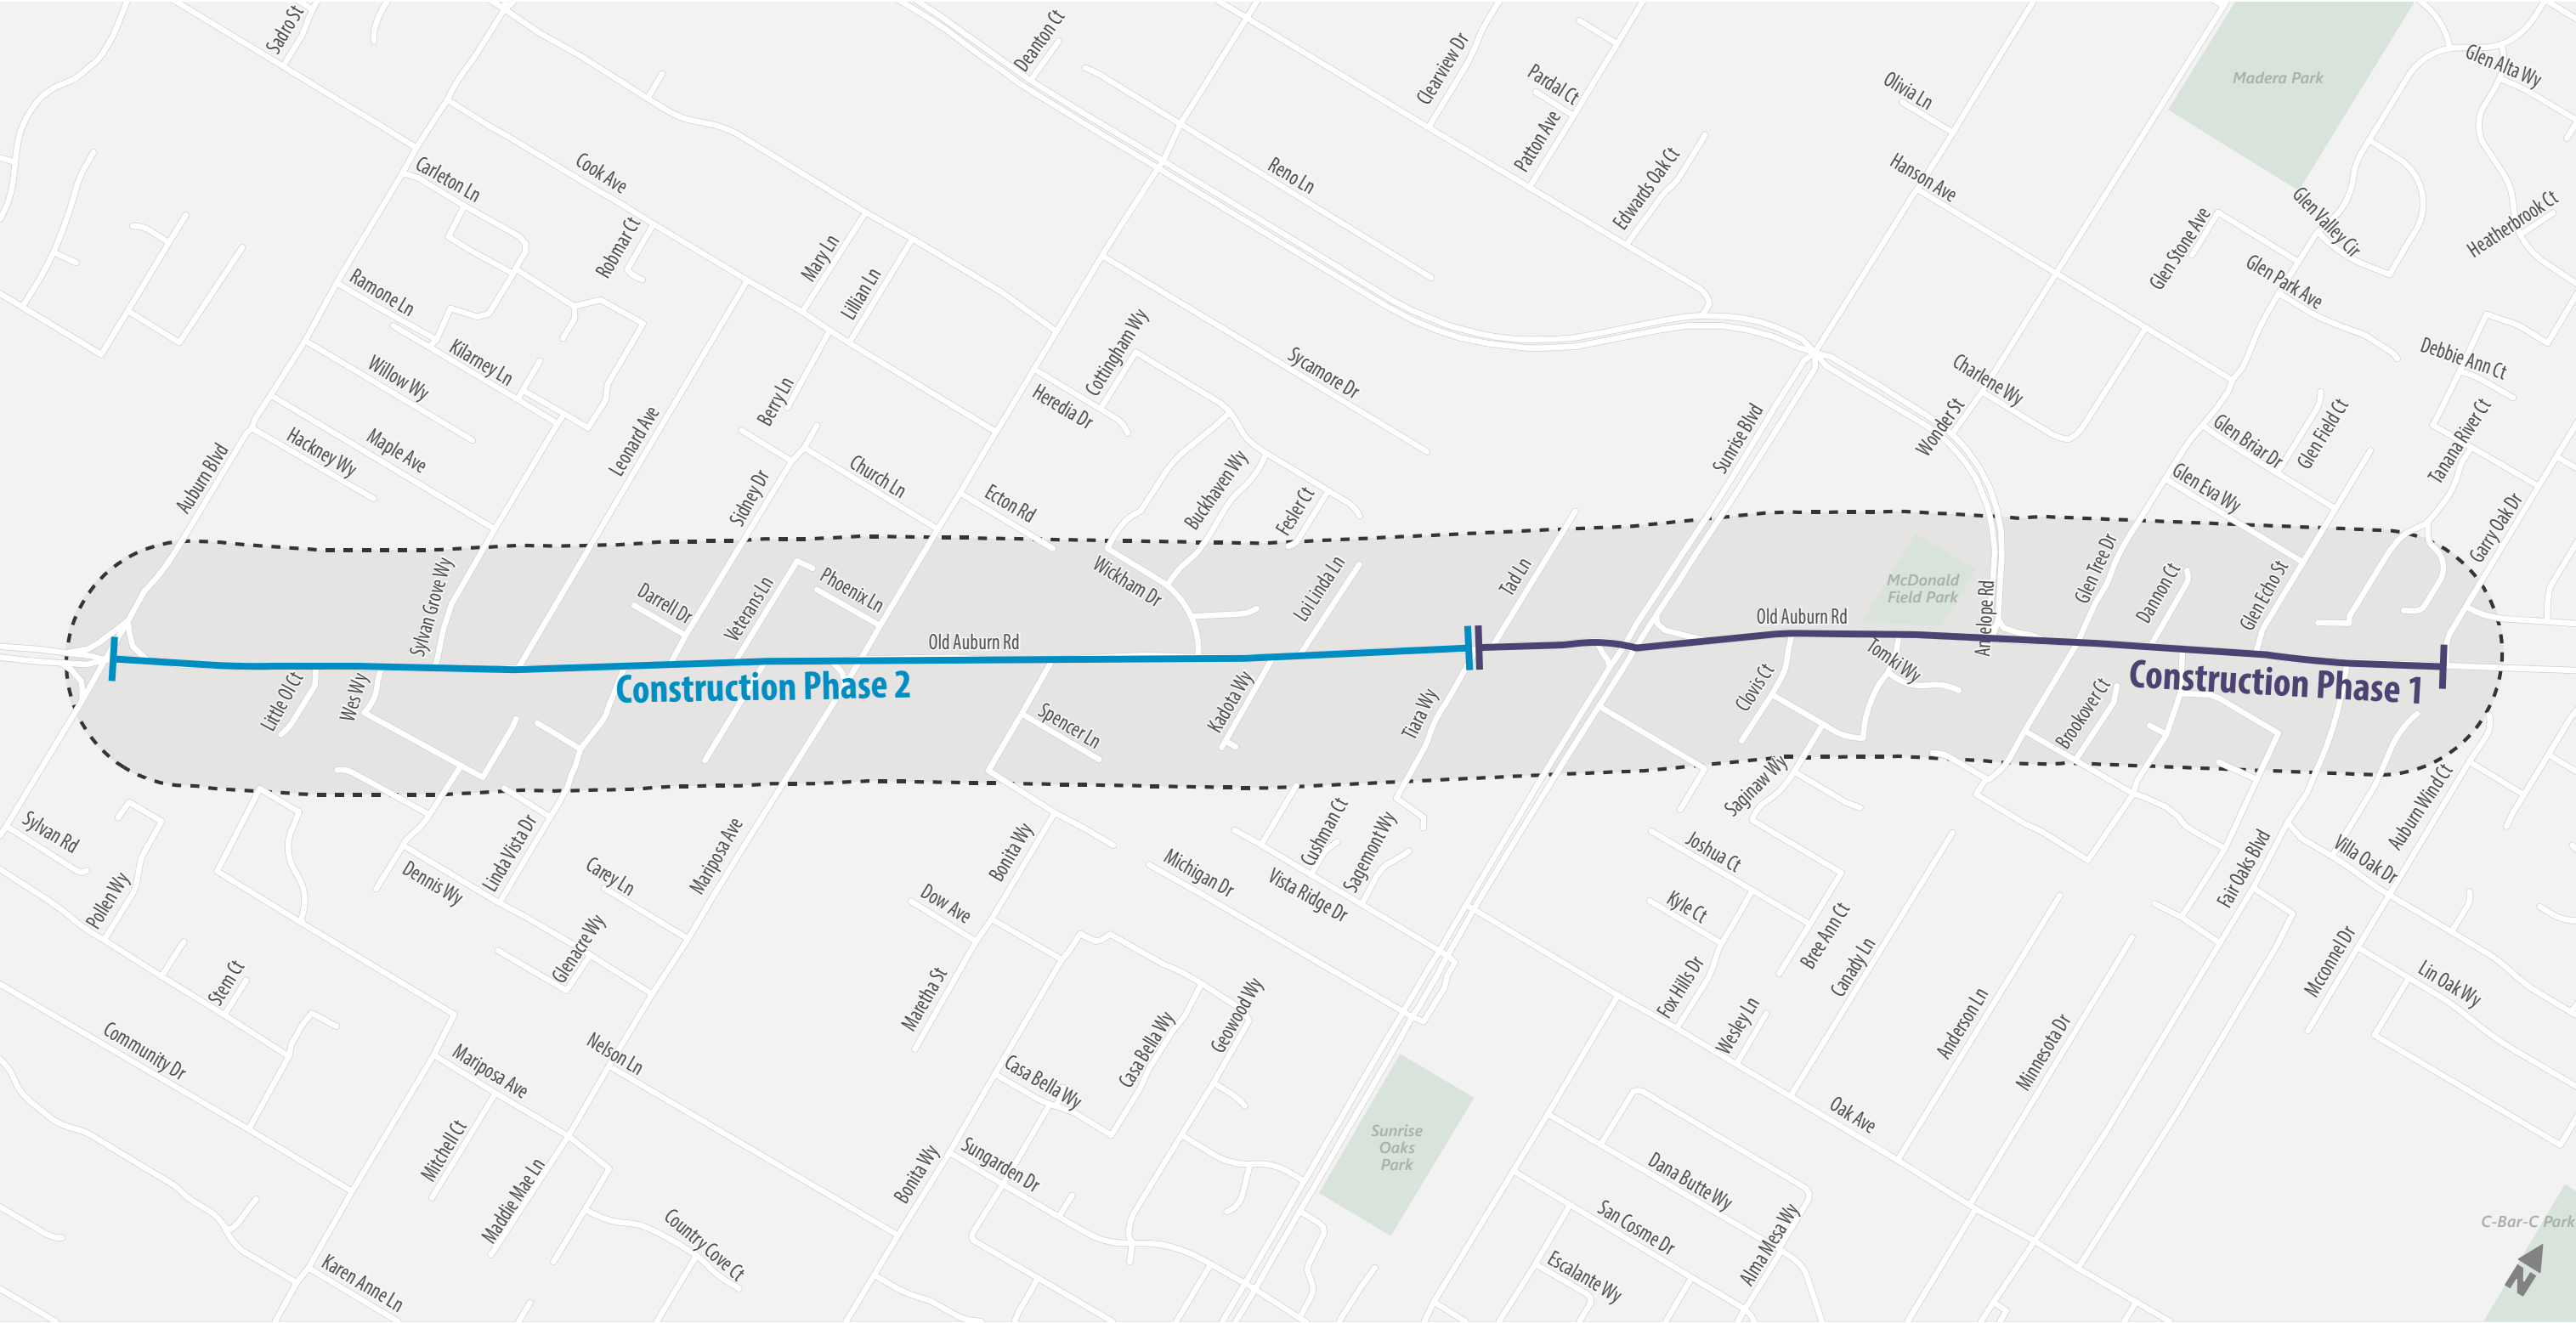 Sadro St
Deanton Ct
Clearview Dr
Pardal Ct
Patton Ave
Olivia Ln
Madera Park
Glen Alta Wy
Carleton Ln
Cook Ave
Robmar Ct
Reno Ln
Edwards Oak Ct
Hanson Ave
Glen Stone Ave
Glen Valley Cir
Heatherbrook Ct
Ramone Ln
Mary Ln
Lillian Ln
Glen Park Ave
Willow Wy
Kilarney Ln
Cottingham Wy
Heredia Dr
Sycamore Dr
Charlene Wy
Debbie Ann Ct
Berry Ln
Leonard Ave
Wonder St
Sunrise Blvd
Glen Briar Dr
Glen Field Ct
Tanana River Ct
Auburn Blvd
Hackney Wy
Maple Ave
Sidney Dr
Church Ln
Ecton Rd
Buckhaven Wy
Fesler Ct
Glen Eva Wy
Garry Oak Dr
Sylvan Grove Wy
Darrell Dr
Veterans Ln
Phoenix Ln
Wickham Dr
Loi Linda Ln
Tad Ln
McDonald
Field Park
Antelope Rd
Glen Tree Dr
Dannon Ct
Glen Echo St
Old Auburn Rd
Old Auburn Rd
Tomki Wy
Little Ol Ct
Wes Wy
Construction Phase 2
Construction Phase 1
Spencer Ln
Kadota Wy
Tiara Wy
Clovis Ct
Brookover Ct
Saginaw Wy
Auburn Wind Ct
Sylvan Rd
Pollen Wy
Dennis Wy
Linda Vista Dr
Carey Ln
Mariposa Ave
Bonita Wy
Dow Ave
Michigan Dr
Cushman Ct
Sagemont Wy
Vista Ridge Dr
Joshua Ct
Kyle Ct
Bree Ann Ct
Canady Ln
Fair Oaks Blvd
Villa Oak Dr
Stem Ct
Glenacre Wy
Maretha St
Geowood Wy
Fox Hills Dr
Wesley Ln
Anderson Ln
Minnesota Dr
Mcconnel Dr
Lin Oak Wy
Community Dr
Mariposa Ave
Nelson Ln
Casa Bella Wy
Casa Bella Wy
Oak Ave
Mitchell Ct
Maddie Mae Ln
Bonita Wy
Sungarden Dr
Sunrise
Oaks
Park
Dana Butte Wy
San Cosme Dr
Alma Mesa Wy
C-Bar-C Park
Karen Anne Ln
Country Cove Ct
Escalante Wy
N